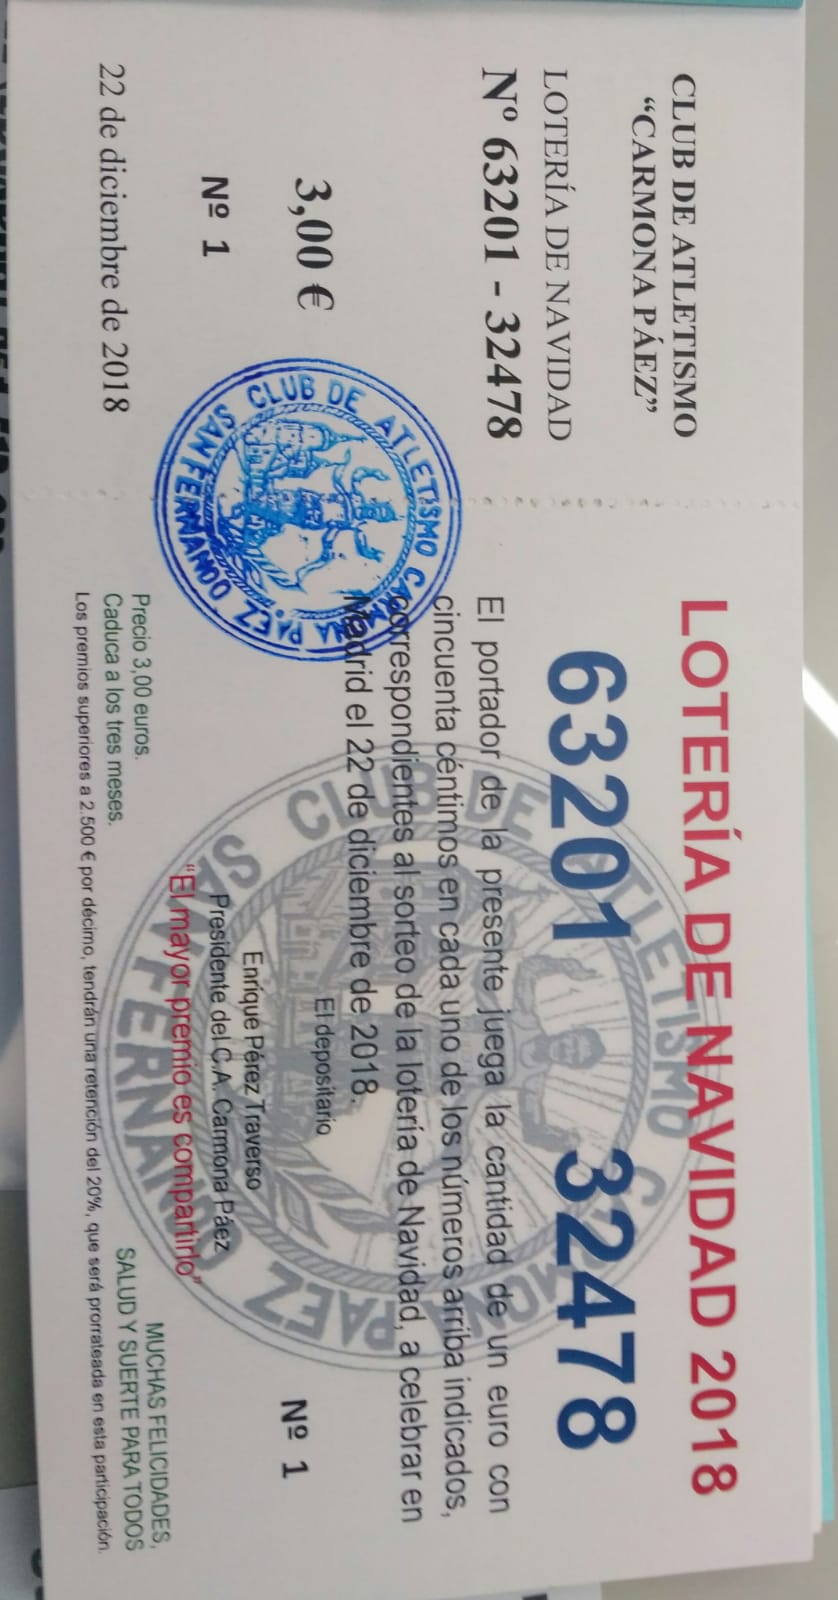 CLUB DE ATLETISMO
“CARMONA PÁEZ”
LOTERÍA DE NAVIDAD
Nº 63201 - 32478
3,00 €
Nº 1
22 de diciembre de 2018
CLUB DE ATLETISMO CARMONA PAEZ
SAN FERNANDO
LOTERÍA DE NAVIDAD 2018
63201 32478
El portador de la presente juega la cantidad de un euro con
cincuenta céntimos en cada uno de los números arriba indicados,
correspondientes al sorteo de la lotería de Navidad, a celebrar en
Madrid el 22 de diciembre de 2018.
El depositario
Nº 1
Enrique Pérez Traverso
Presidente del C.A. Carmona Páez
“El mayor premio es compartirlo”
Precio 3,00 euros.
Caduca a los tres meses.
MUCHAS FELICIDADES,
SALUD Y SUERTE PARA TODOS
Los premios superiores a 2.500 € por décimo, tendrán una retención del 20%, que será prorrateada en esta participación.
CLUB DE ATLETISMO CARMONA PAEZ
SAN FERNANDO